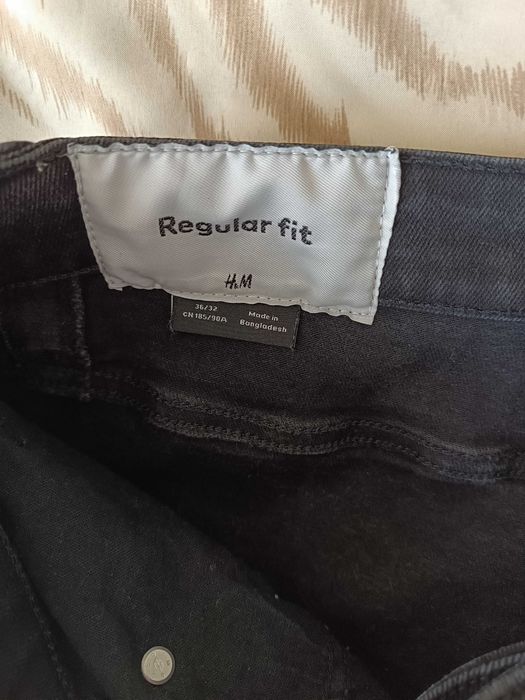 Regular fit
H&M
36/32
CN 185/90A
Made in
Bangladesh